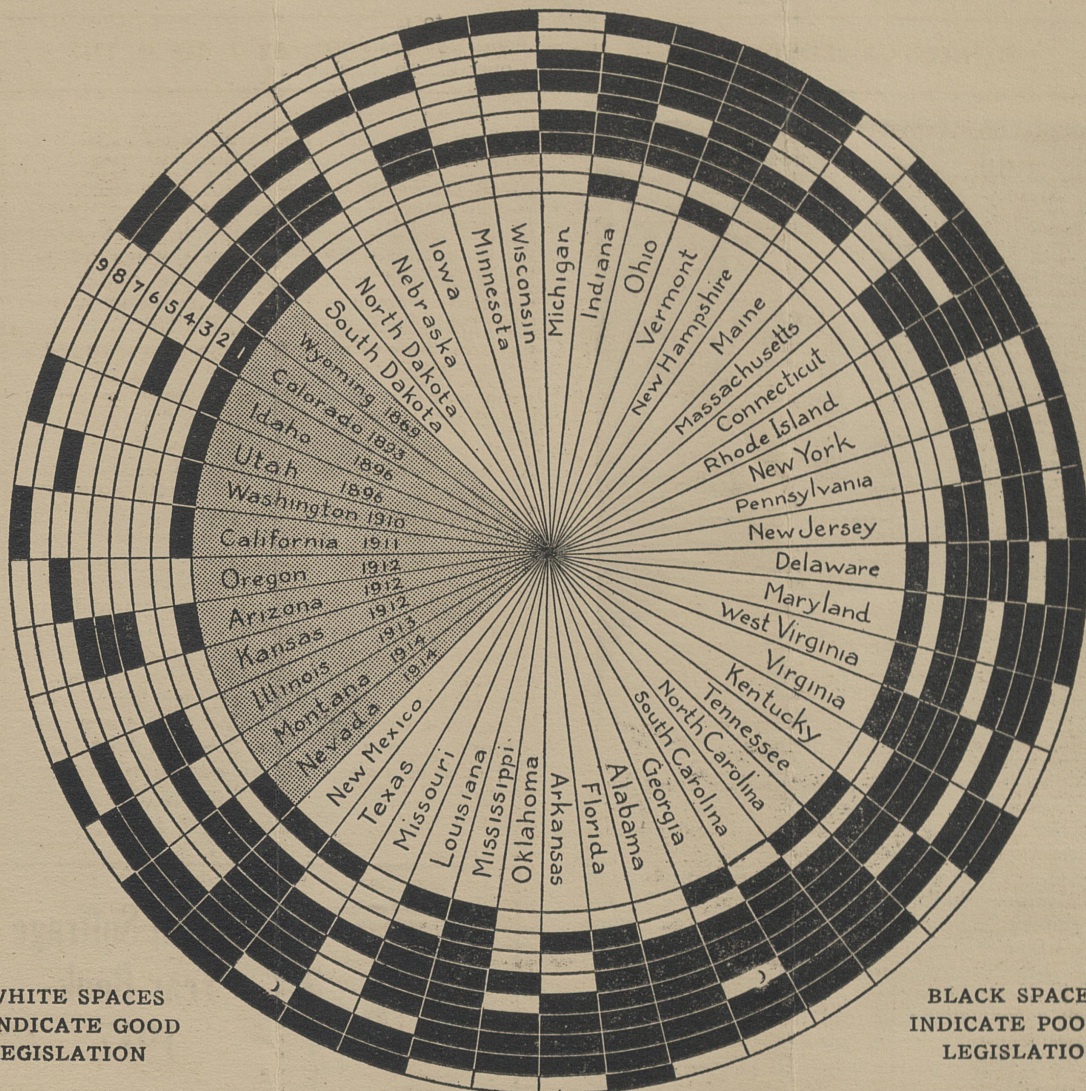 9 8 7 6 5 4 3 2 1
Wyoming 1869
Colorado 1893
Idaho 1896
Utah 1896
Washington 1910
California 1911
Oregon 1912
Arizona 1912
Kansas 1912
Illinois 1913
Montana 1914
Nevada 1914
New Mexico
Texas
Missouri
Louisiana
Mississippi
Oklahoma
Arkansas
Florida
Alabama
Georgia
South Carolina
North Carolina
Tennessee
Kentucky
Virginia
West Virginia
Maryland
Delaware
New Jersey
Pennsylvania
New York
Rhode Island
Connecticut
Massachusetts
Maine
New Hampshire
Vermont
Ohio
Indiana
Michigan
Wisconsin
Minnesota
Iowa
Nebraska
North Dakota
South Dakota
WHITE SPACES
INDICATE GOOD
LEGISLATION
BLACK SPACE
INDICATE POO
LEGISLATIO